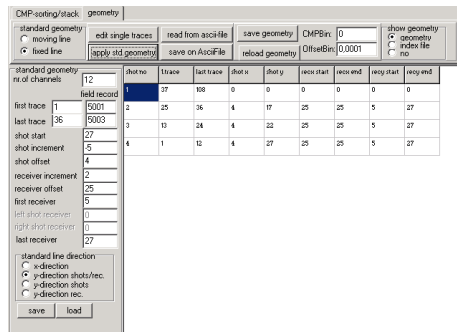 CMP-sorting/stack geometry
standard geometry
moving line
fixed line
edit single traces
read from ascii-file
save geometry
CMPBin: 0
apply std.geometry
save on AsciiFile
reload geometry
OffsetBin: 0,0001
show geometry
geometry
index file
no
standard geometry
nr.of channels 12
field record
first trace 1 5001
last trace 36 5003
shot start 27
shot increment -5
shot offset 4
receiver increment 2
receiver offset 25
first receiver 5
left shot receiver 0
right shot receiver 0
last receiver 27
standard line direction
x-direction
y-direction shots/rec.
y-direction shots
y-direction rec.
save load
shot no 1.trace last trace shot x shot y recx start recx end recy start recy end
1 37 108 0 0 0 0 0 0
2 25 36 4 17 25 25 5 27
3 13 24 4 22 25 25 5 27
4 1 12 4 27 25 25 5 27